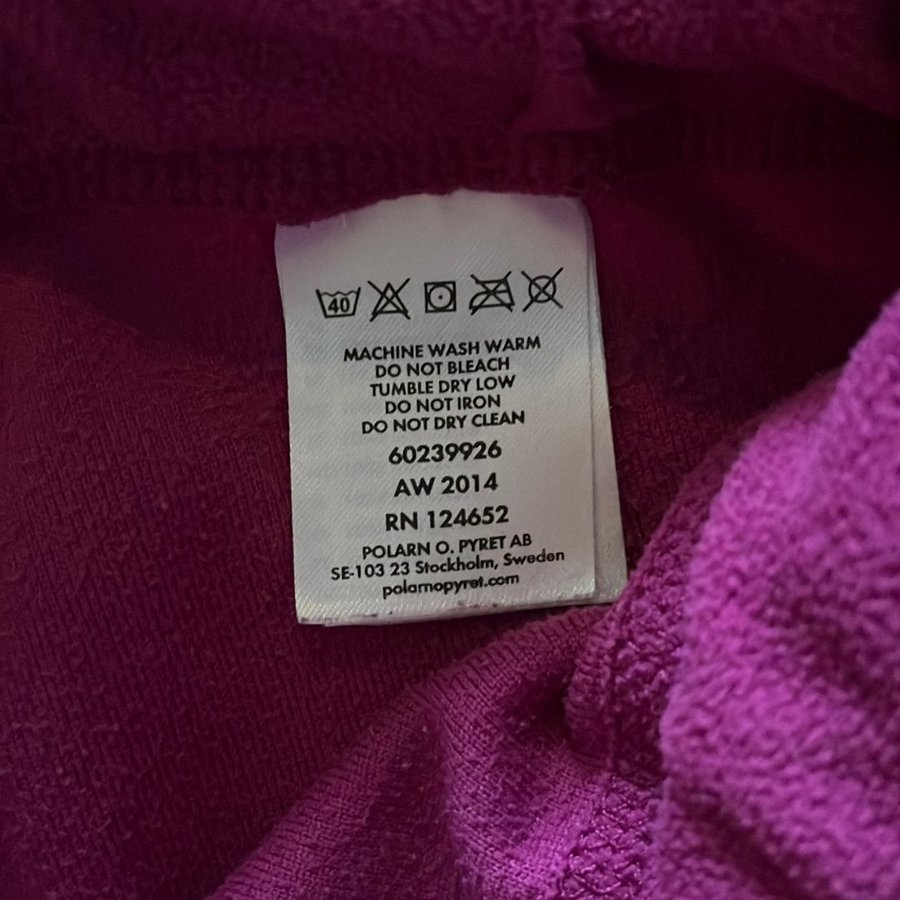 40
MACHINE WASH WARM
DO NOT BLEACH
TUMBLE DRY LOW
DO NOT IRON
DO NOT DRY CLEAN
60239926
AW 2014
RN 124652
POLARN O. PYRET AB
SE-103 23 Stockholm, Sweden
polarnopyret.com